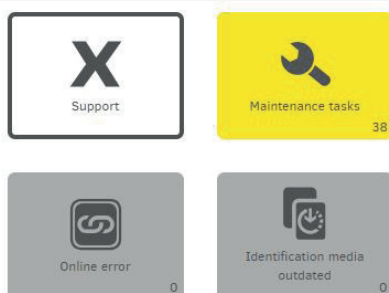 X
Support
Maintenance tasks
38
Online error
0
Identification media
outdated
0